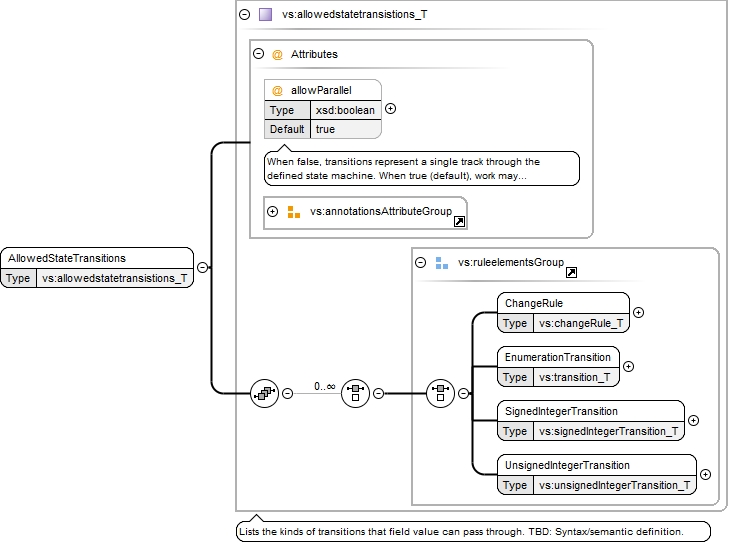 vs:allowedstatetransistions_T
Attributes
allowParallel
Type xsd:boolean
Default true
When false, transitions represent a single track through the
defined state machine. When true (default), work may...
vs:annotationsAttributeGroup
AllowedStateTransitions
Type vs:allowedstatetransistions_T
vs:ruleelementsGroup
ChangeRule
Type vs:changeRule_T
EnumerationTransition
Type vs:transition_T
0..∞
SignedIntegerTransition
Type vs:signedIntegerTransition_T
UnsignedIntegerTransition
Type vs:unsignedIntegerTransition_T
Lists the kinds of transitions that field value can pass through. TBD: Syntax/semantic definition.